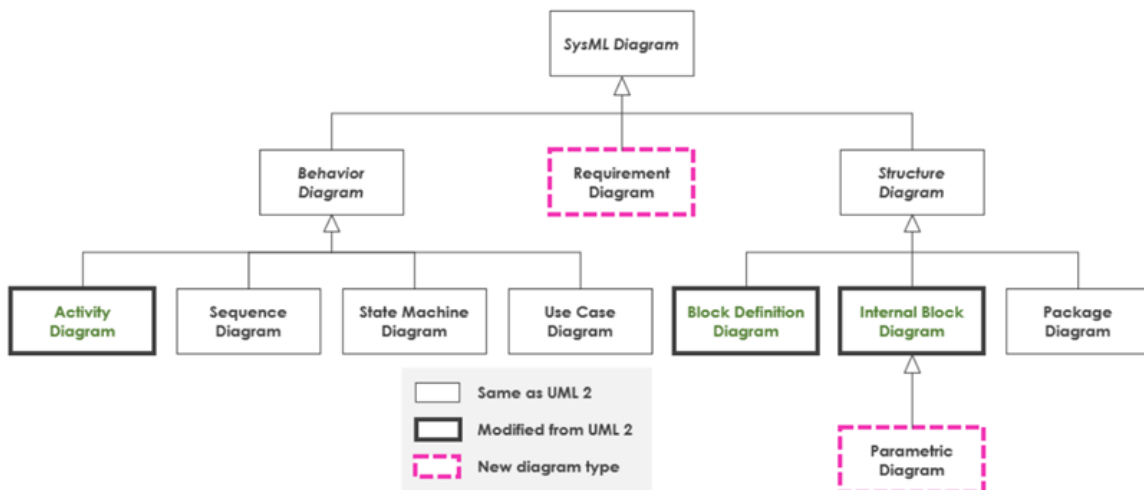 SysML Diagram
Behavior
Diagram
Requirement
Diagram
Structure
Diagram
Activity
Diagram
Sequence
Diagram
State Machine
Diagram
Use Case
Diagram
Block Definition
Diagram
Internal Block
Diagram
Package
Diagram
Same as UML 2
Modified from UML 2
New diagram type
Parametric
Diagram